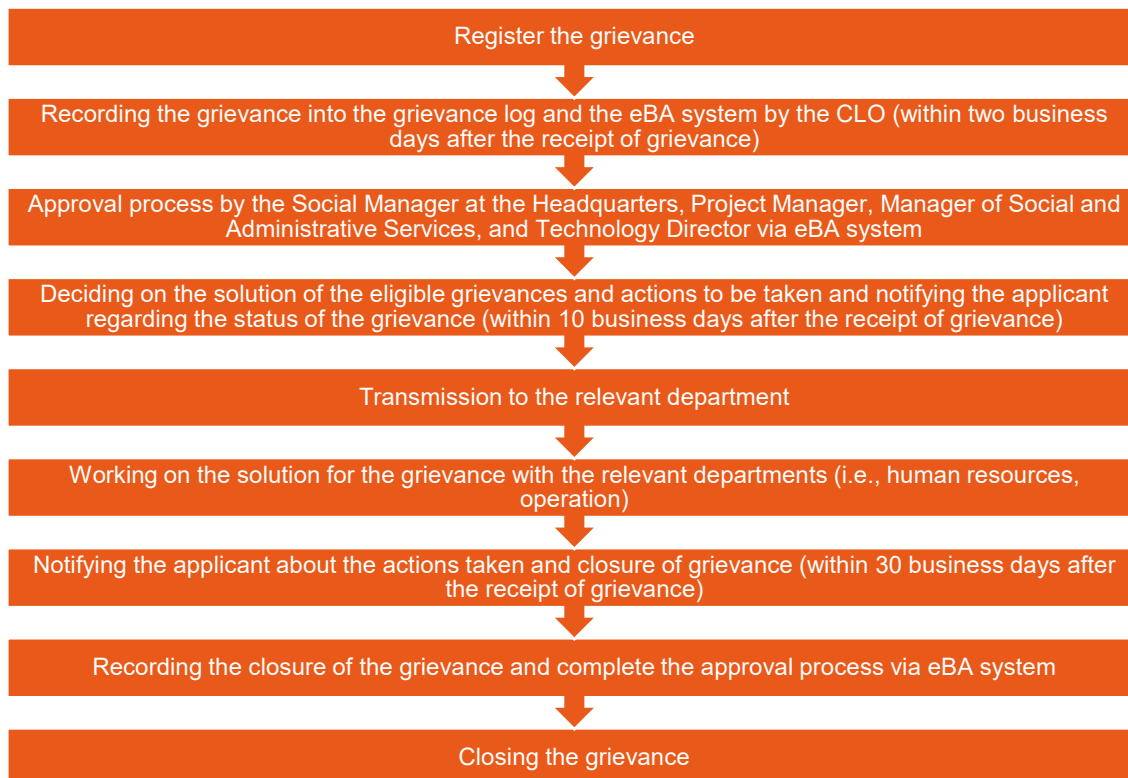 Register the grievance
Recording the grievance into the grievance log and the eBA system by the CLO (within two business
days after the receipt of grievance)
Approval process by the Social Manager at the Headquarters, Project Manager, Manager of Social and
Administrative Services, and Technology Director via eBA system
Deciding on the solution of the eligible grievances and actions to be taken and notifying the applicant
regarding the status of the grievance (within 10 business days after the receipt of grievance)
Transmission to the relevant department
Working on the solution for the grievance with the relevant departments (i.e., human resources,
operation)
Notifying the applicant about the actions taken and closure of grievance (within 30 business days after
the receipt of grievance)
Recording the closure of the grievance and complete the approval process via eBA system
Closing the grievance